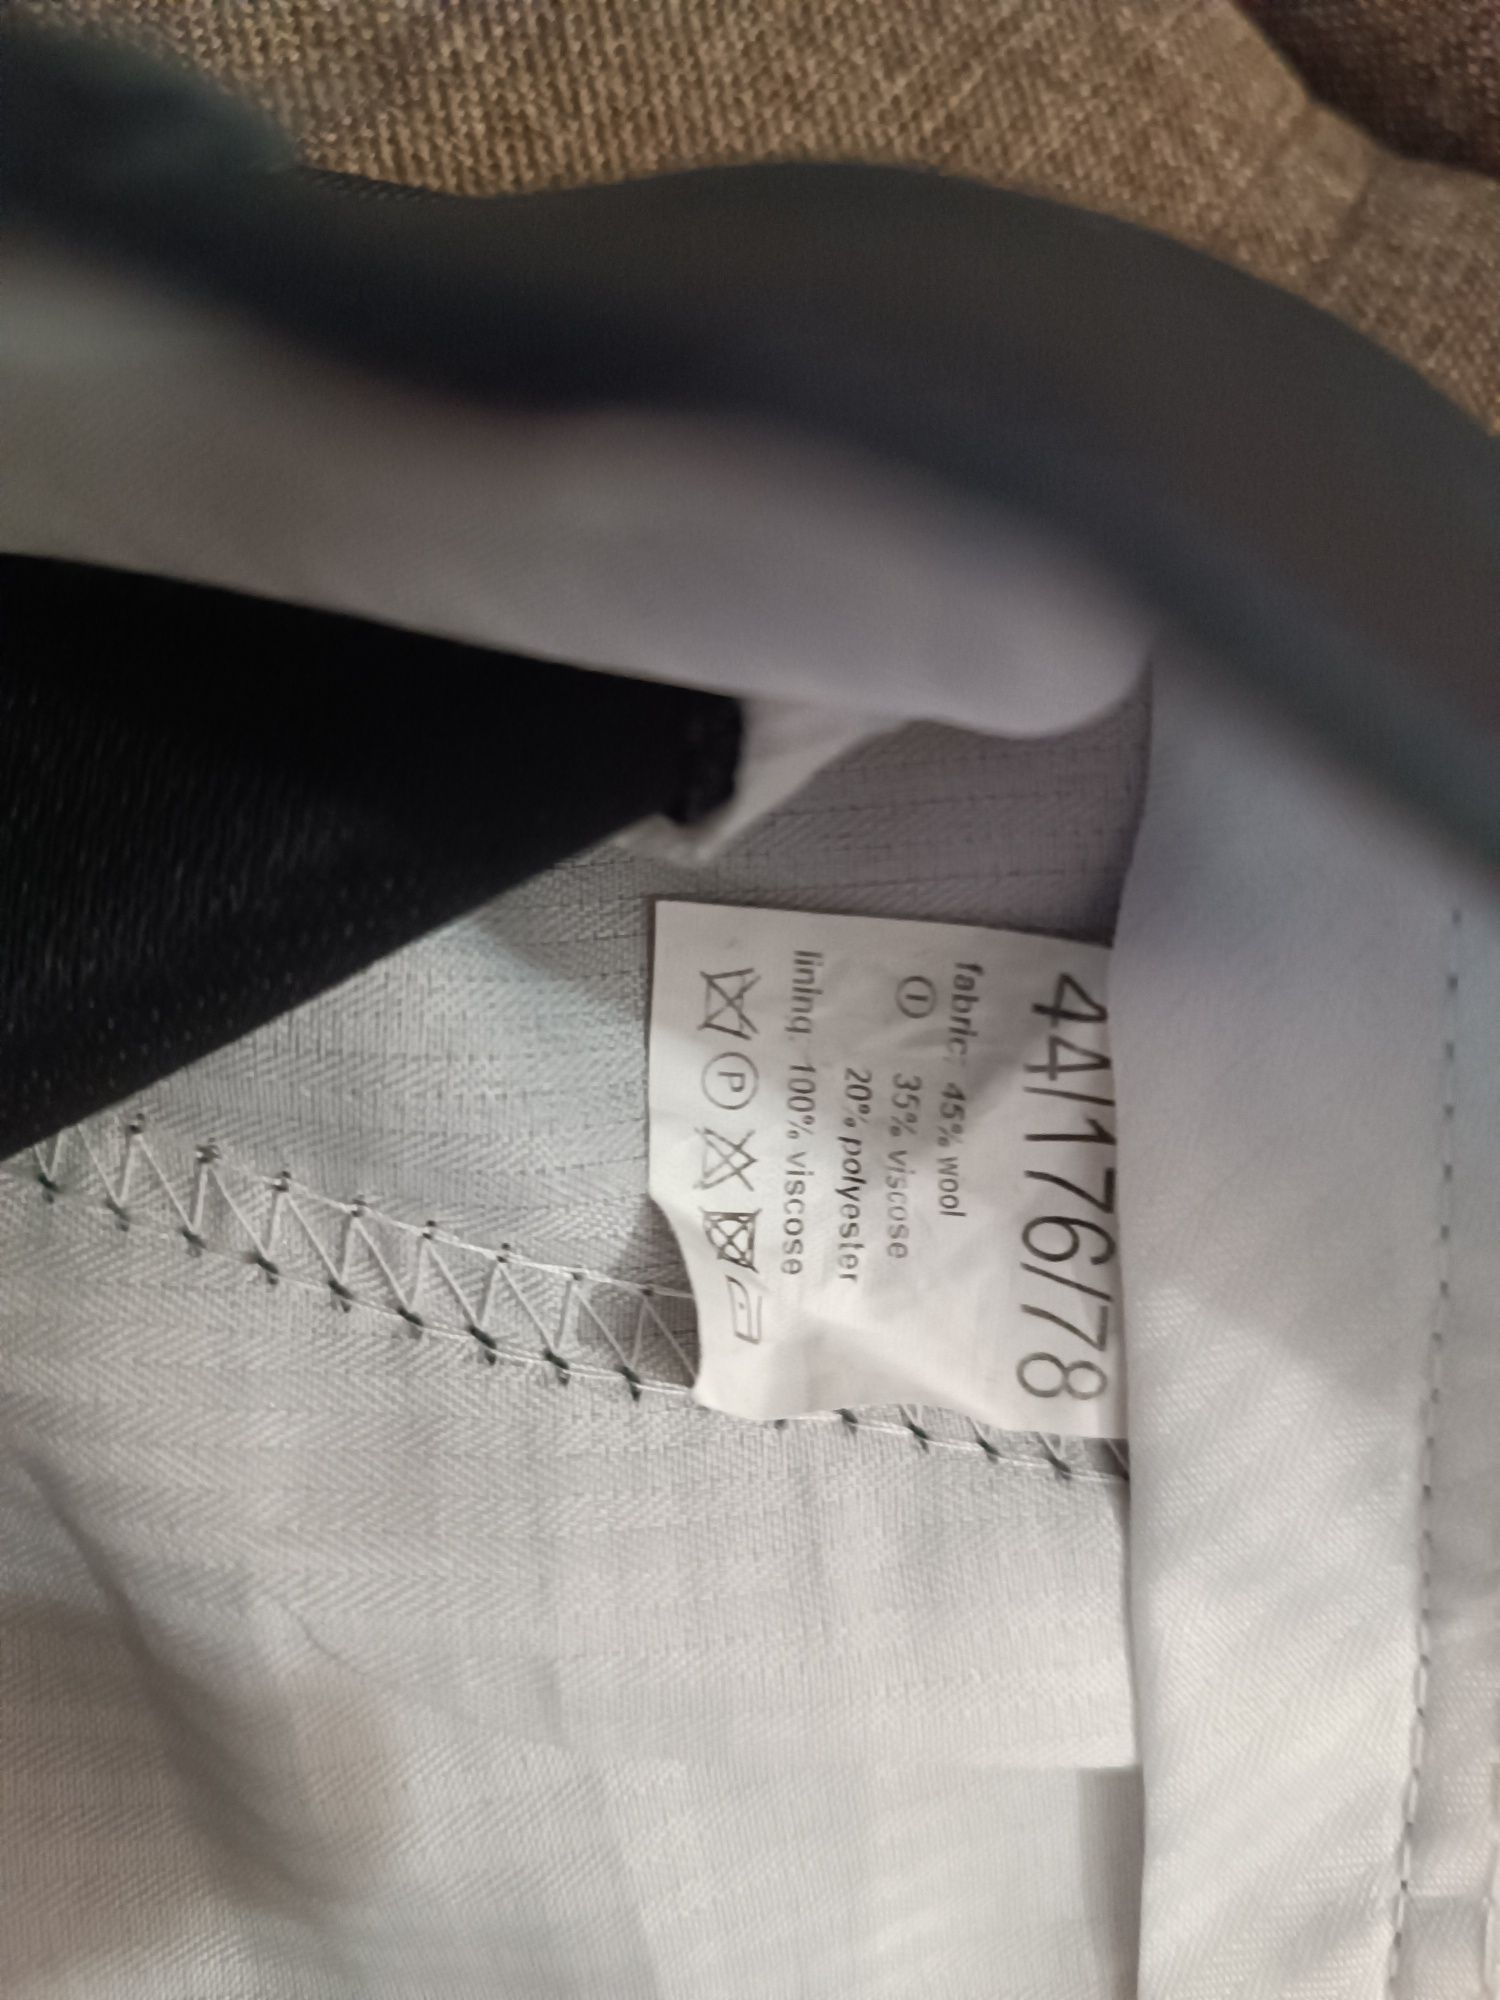 44/176/78
fabric: 45% wool
I 35% viscose
20% polyester
lining: 100% viscose
P